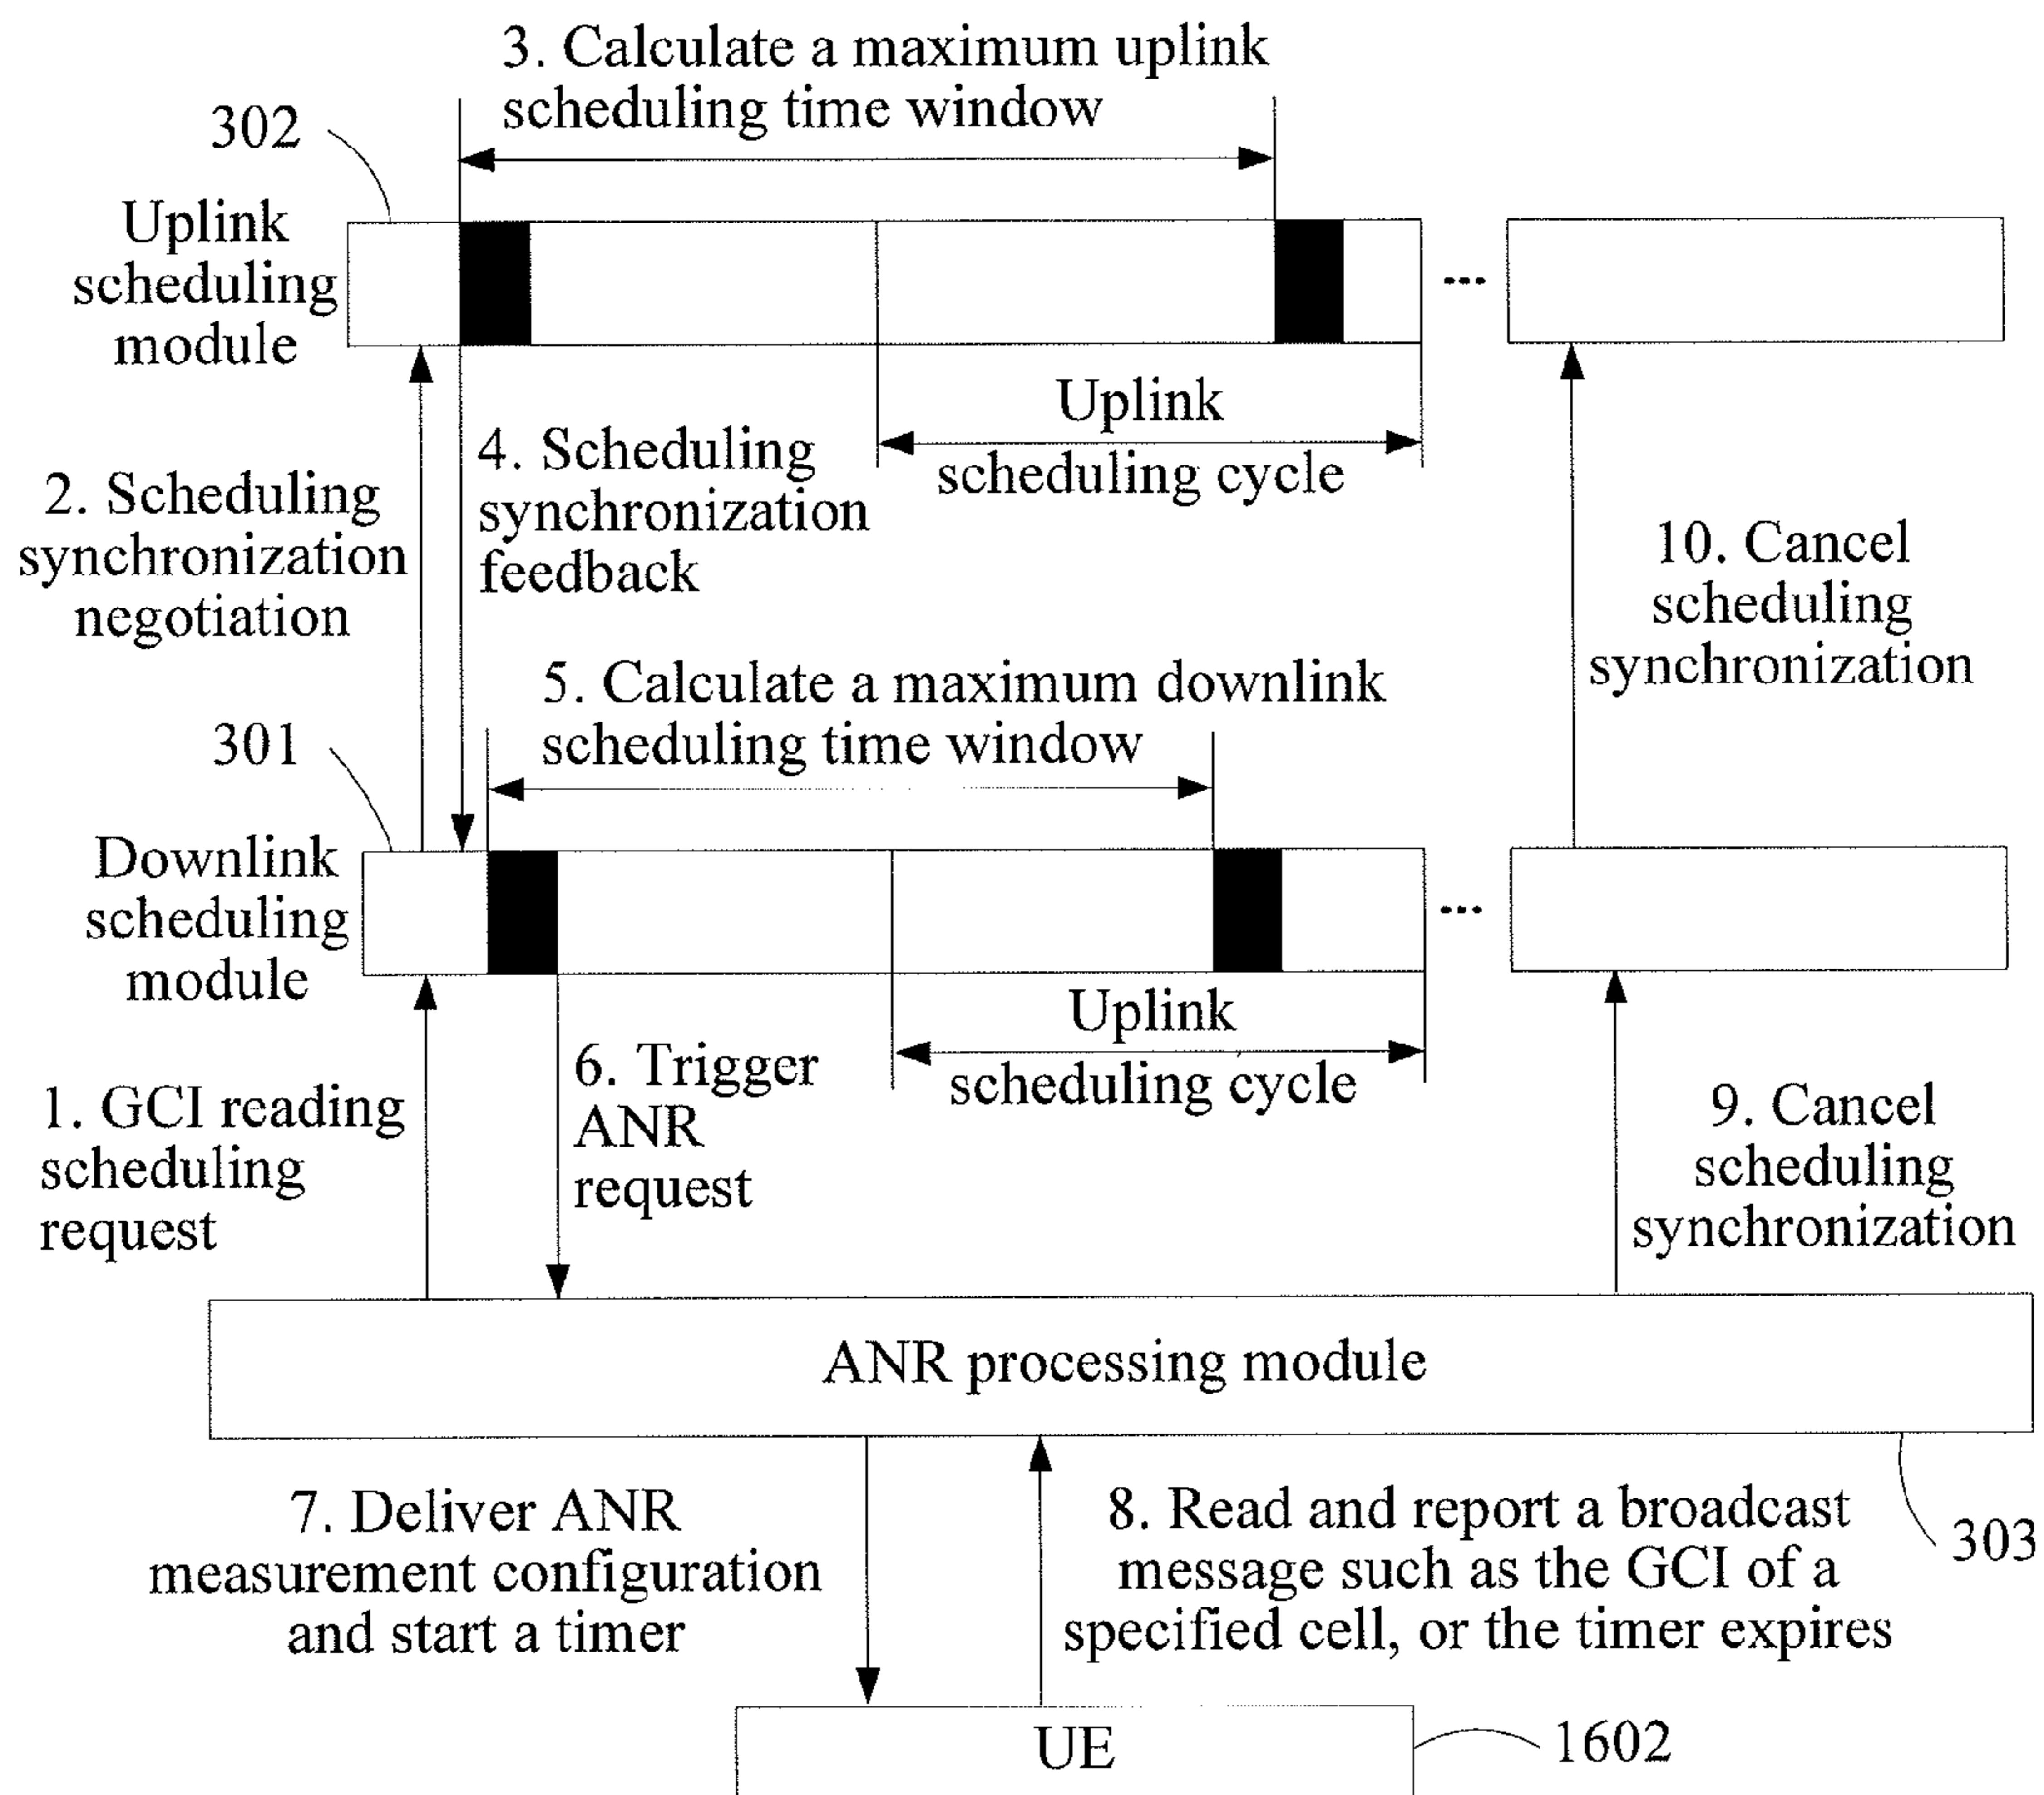 3. Calculate a maximum uplink
scheduling time window
302
Uplink
scheduling
module
...
Uplink
scheduling cycle
2. Scheduling
synchronization
negotiation
4. Scheduling
synchronization
feedback
10. Cancel
scheduling
synchronization
5. Calculate a maximum downlink
scheduling time window
301
Downlink
scheduling
module
...
Uplink
scheduling cycle
1. GCI reading
scheduling
request
6. Trigger
ANR
request
9. Cancel
scheduling
synchronization
ANR processing module
7. Deliver ANR
measurement configuration
and start a timer
8. Read and report a broadcast
message such as the GCI of a
specified cell, or the timer expires
303
UE
1602